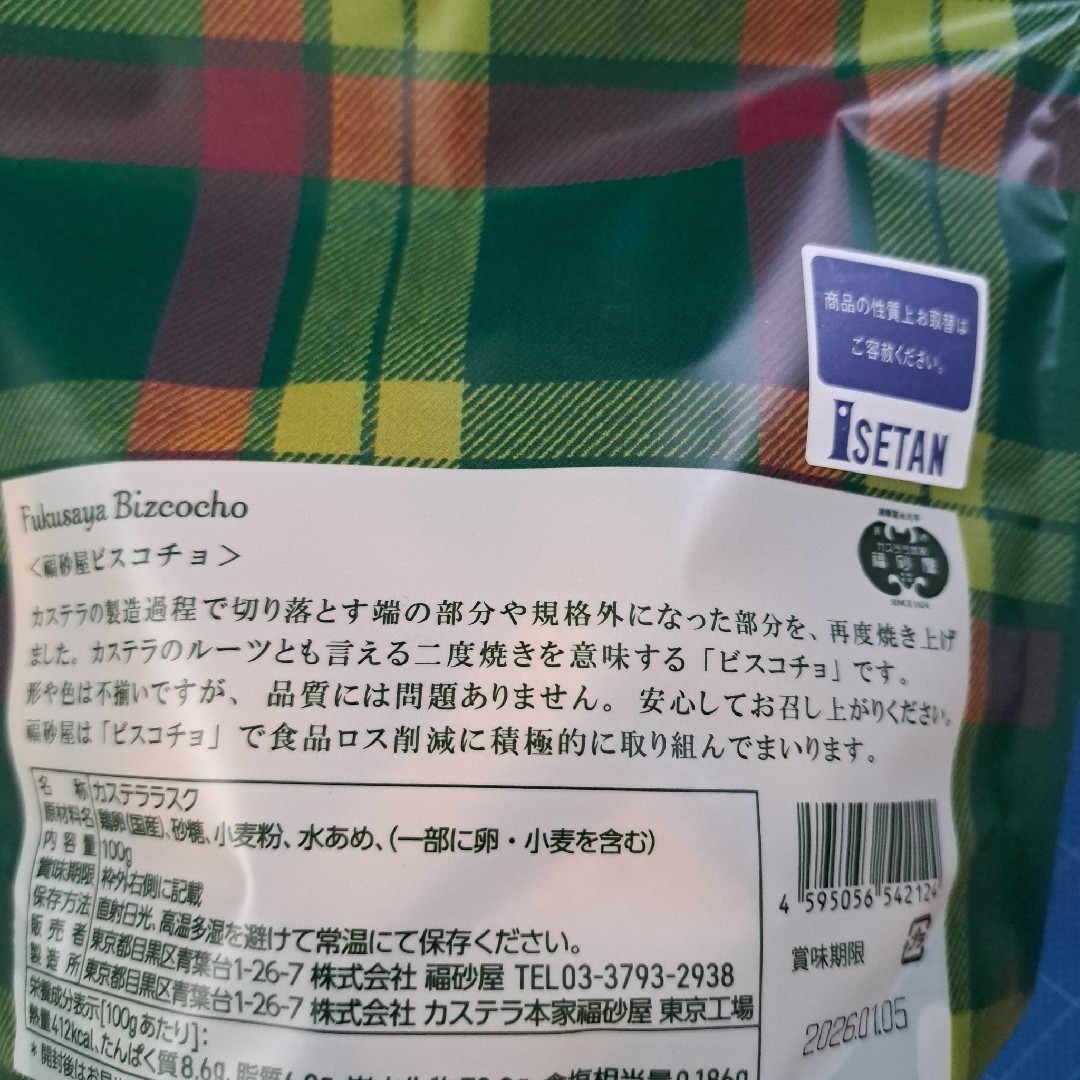 商品の性質上お取替は
ご容赦ください。
ISETAN
Fukusaya Bizcocho
＜福砂屋ビスコチョ＞
カステラの製造過程で切り落とす端の部分や規格外になった部分を、再度焼き上げ
ました。カステラのルーツとも言える二度焼きを意味する「ビスコチョ」です。
形や色は不揃いですが、品質には問題ありません。安心してお召し上がりください。
福砂屋は「ビスコチョ」で食品ロス削減に積極的に取り組んでまいります。
名称 カステララスク
原材料名 鶏卵(国産)、砂糖、小麦粉、水あめ、(一部に卵・小麦を含む)
内容量 100g
賞味期限 枠外右側に記載
保存方法 直射日光、高温多湿を避けて常温にて保存ください。
販売者 東京都目黒区青葉台1-26-7 株式会社 福砂屋 TEL03-3793-2938
製造所 東京都目黒区青葉台1-26-7 株式会社 カステラ本家福砂屋 東京工場
栄養成分表示[100gあたり]:
熱量412kcal、たんぱく質8.6g、脂質
食塩相当量0.186g
*開封後はお早
SINCE 1624
4 595056 542124
賞味期限
2026.01.05